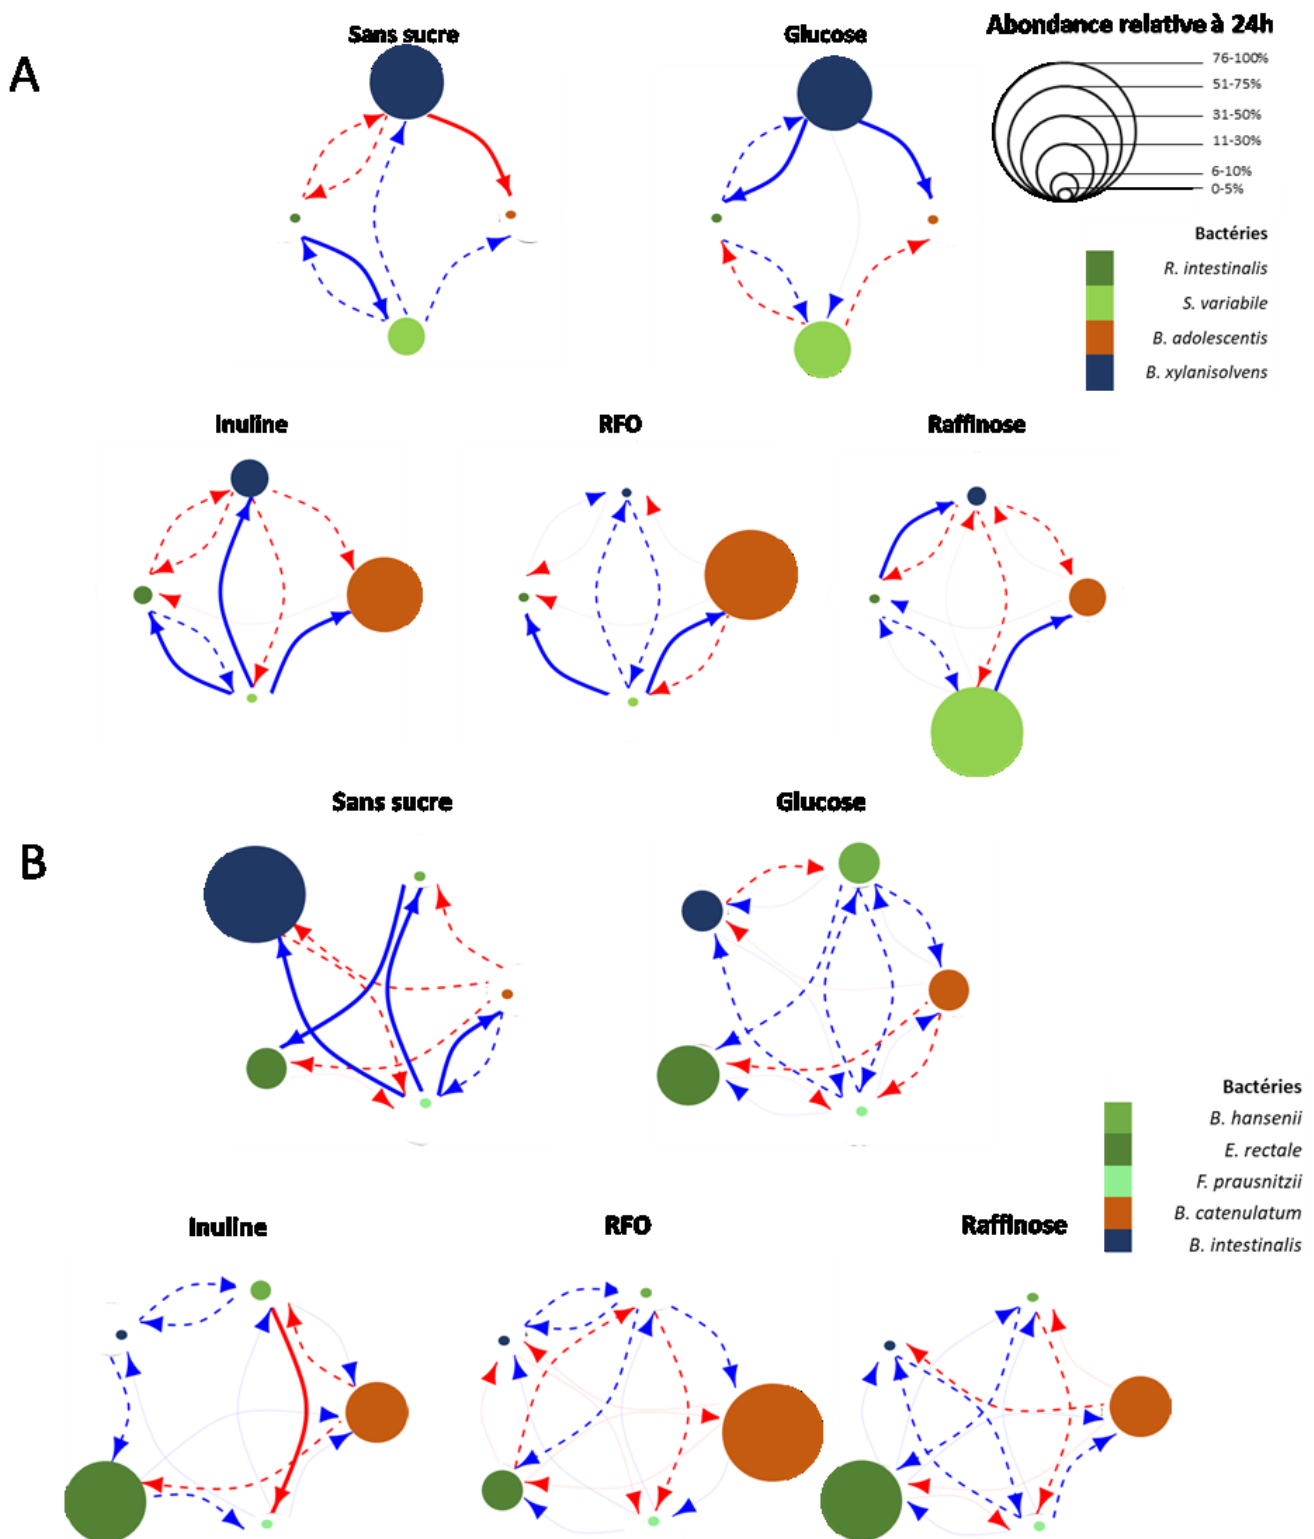 A
Sans sucre
Glucose
Abondance relative à 24h
76-100%
51-75%
31-50%
11-30%
6-10%
0-5%
Bactéries
R. intestinalis
S. variabile
B. adolescentis
B. xylanisolvens
Inuline
RFO
Raffinose
B
Sans sucre
Glucose
Bactéries
B. hansenii
E. rectale
F. prausnitzii
B. catenulatum
B. intestinalis
Inuline
RFO
Raffinose